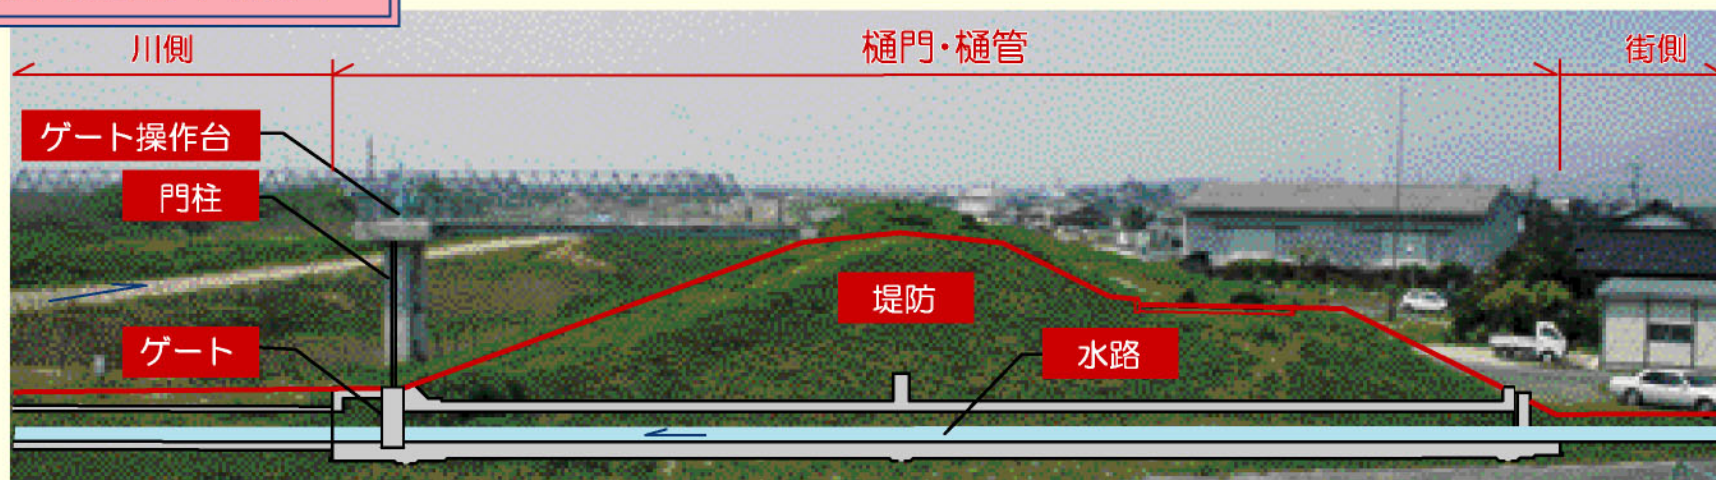 川側
樋門・樋管
街側
ゲート操作台
門柱
ゲート
堤防
水路